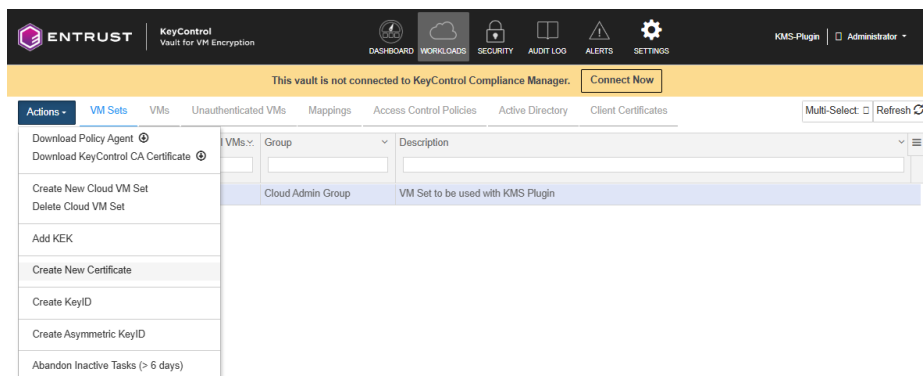 ENTRUST
KeyControl
Vault for VM Encryption
DASHBOARD WORKLOADS SECURITY AUDIT LOG ALERTS SETTINGS
KMS-Plugin Administrator
This vault is not connected to KeyControl Compliance Manager. Connect Now
Actions VM Sets VMs Unauthenticated VMs Mappings Access Control Policies Active Directory Client Certificates Multi-Select: Refresh
VMs Group Description
Cloud Admin Group VM Set to be used with KMS Plugin
Download Policy Agent
Download KeyControl CA Certificate
Create New Cloud VM Set
Delete Cloud VM Set
Add KEK
Create New Certificate
Create KeyID
Create Asymmetric KeyID
Abandon Inactive Tasks (> 6 days)